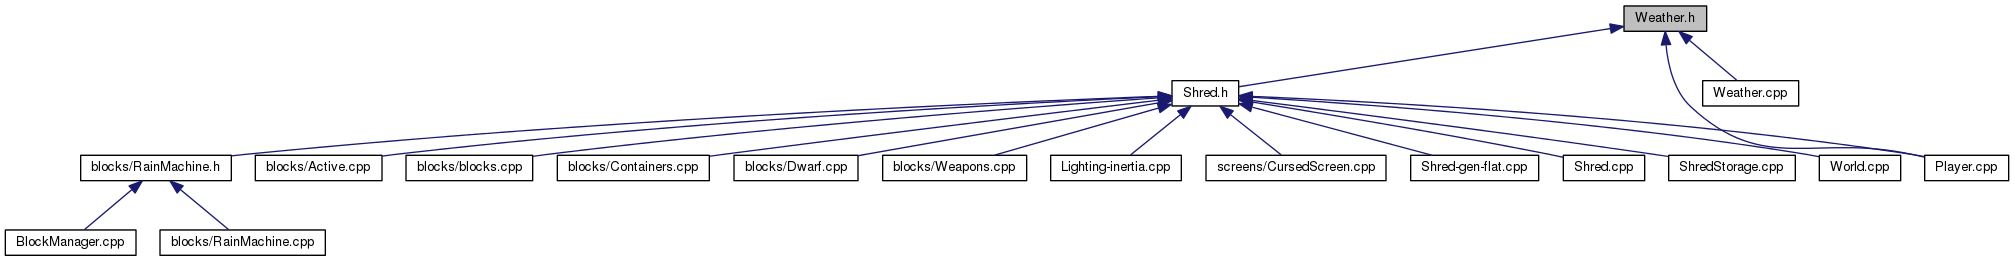 Weather.h
Shred.h
Weather.cpp
blocks/RainMachine.h
blocks/Active.cpp
blocks/blocks.cpp
blocks/Containers.cpp
blocks/Dwarf.cpp
blocks/Weapons.cpp
Lighting-inertia.cpp
screens/CursedScreen.cpp
Shred-gen-flat.cpp
Shred.cpp
ShredStorage.cpp
World.cpp
Player.cpp
BlockManager.cpp
blocks/RainMachine.cpp